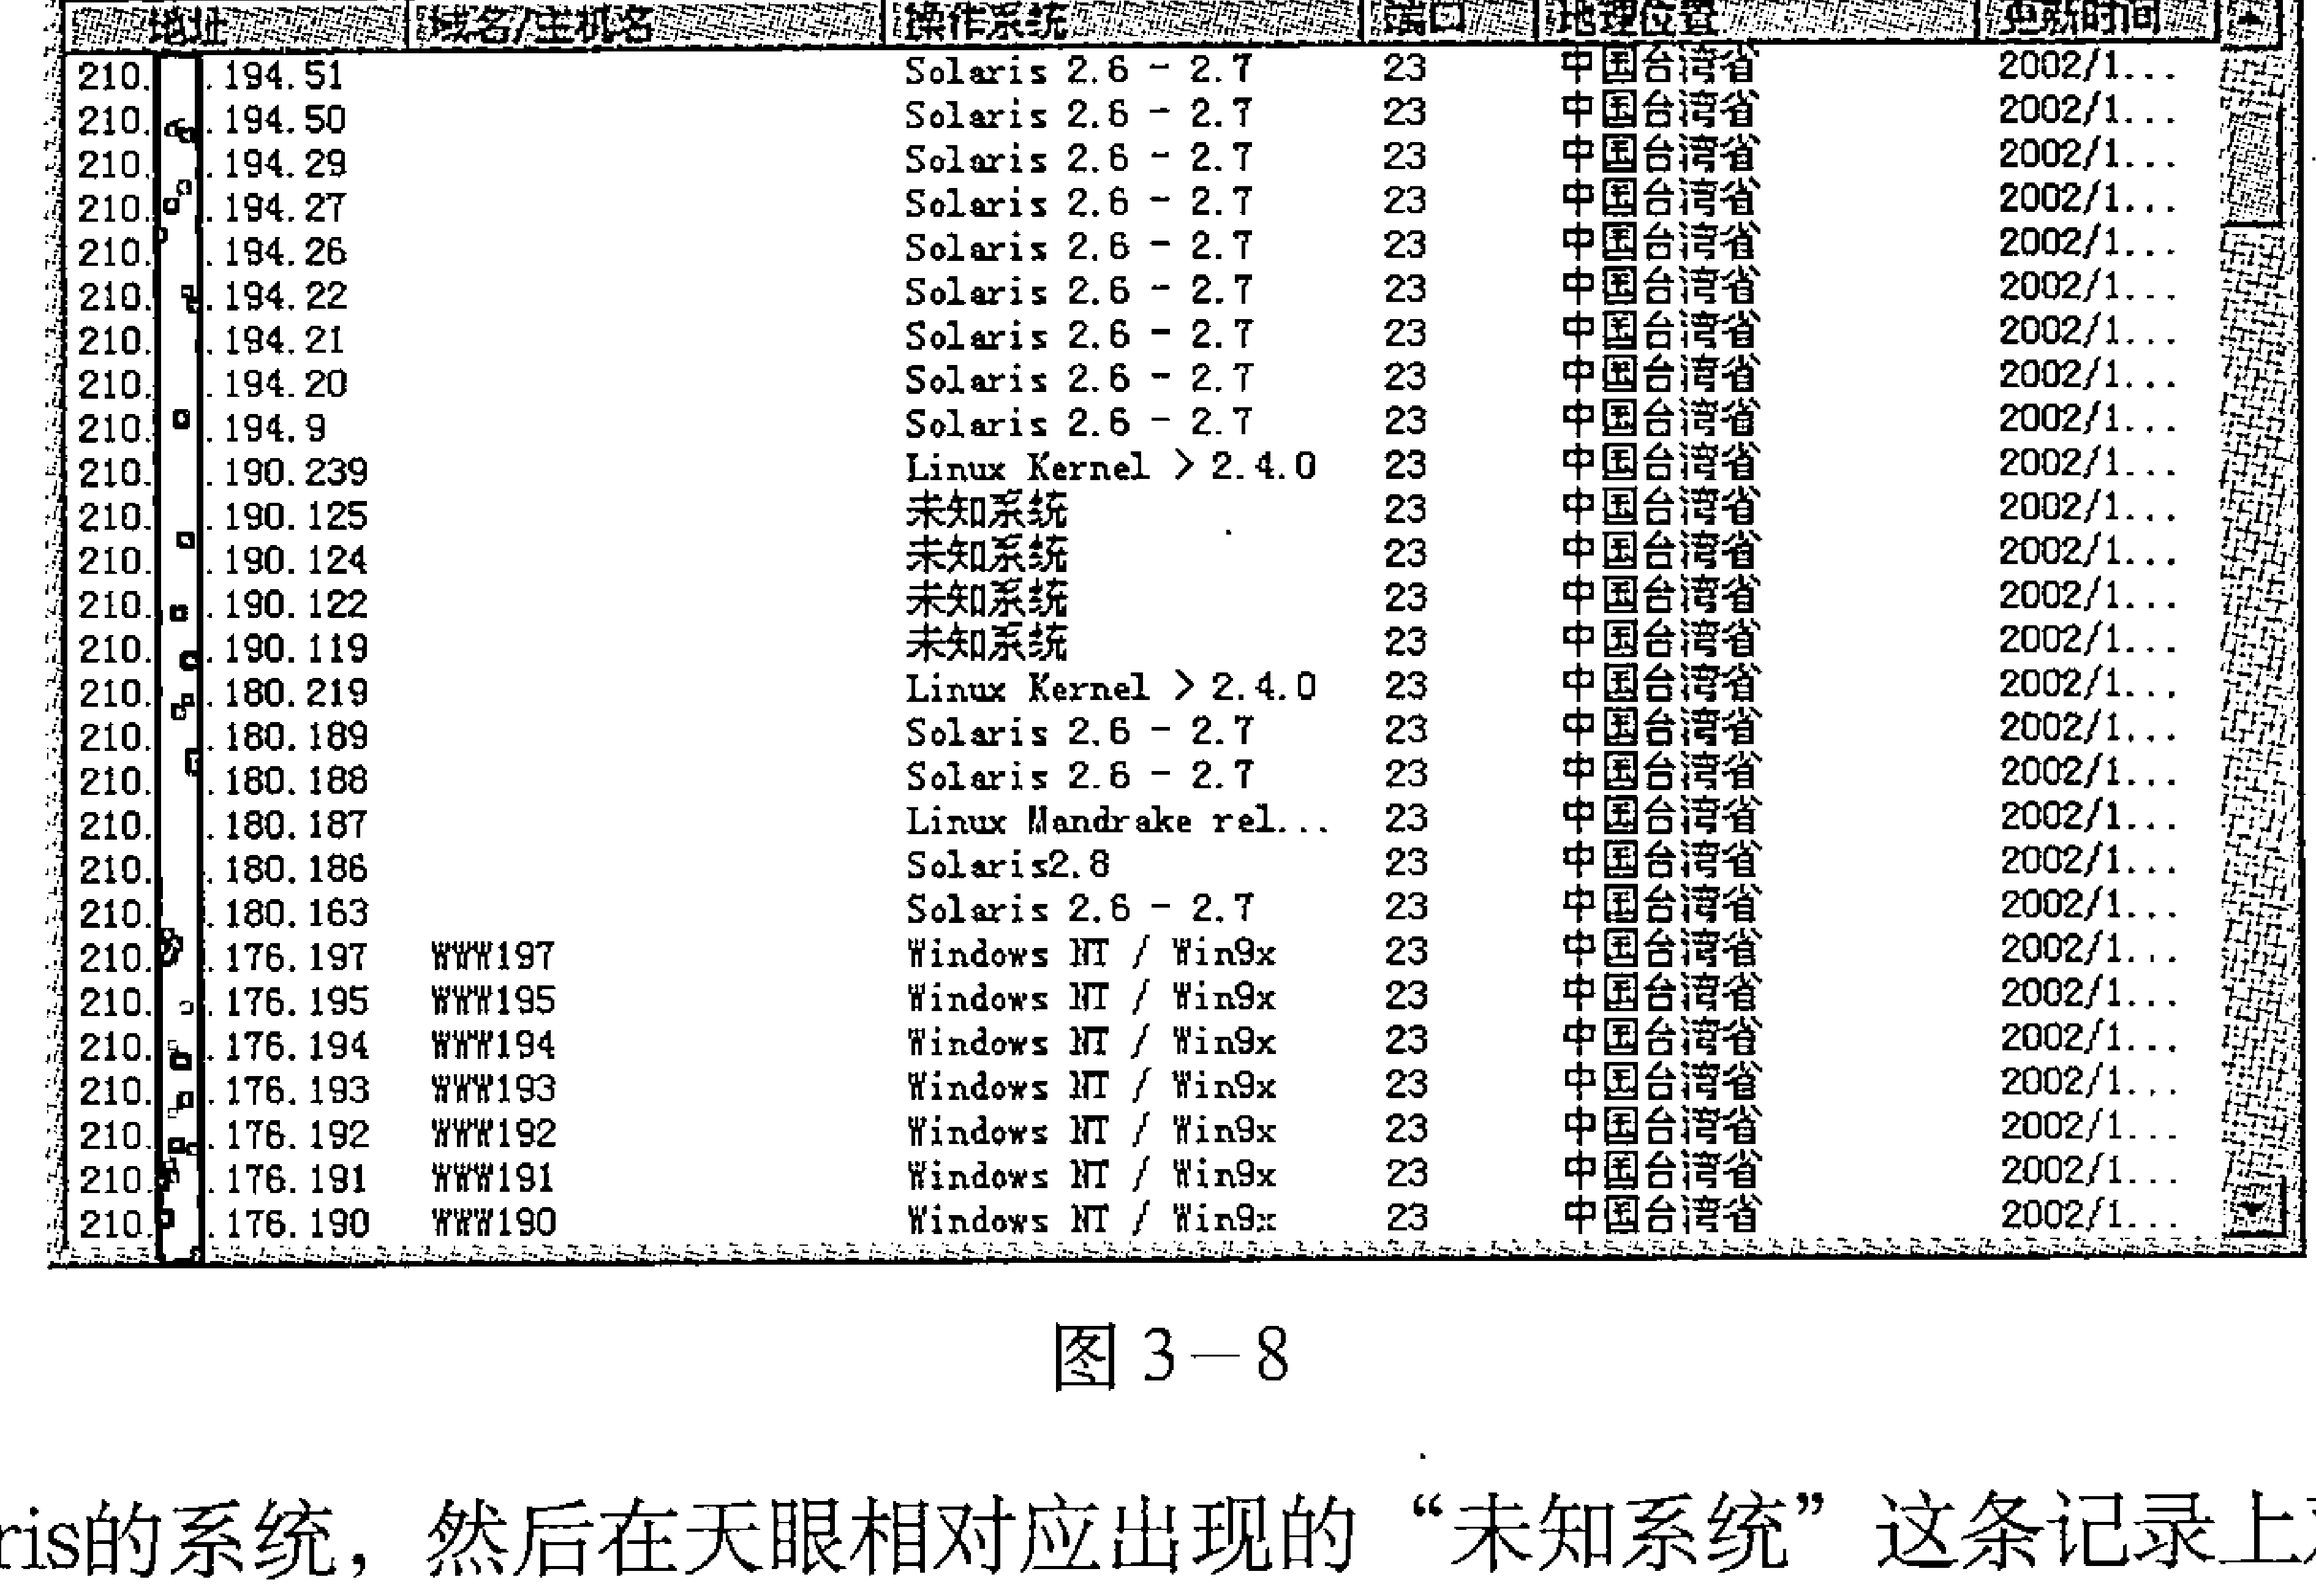 地址 域名/主机名 操作系统 端口 地理位置 更新时间
210. .194.51 Solaris 2.6 - 2.7 23 中国台湾省 2002/1...
210. .194.50 Solaris 2.6 - 2.7 23 中国台湾省 2002/1...
210. .194.29 Solaris 2.6 - 2.7 23 中国台湾省 2002/1...
210. .194.27 Solaris 2.6 - 2.7 23 中国台湾省 2002/1...
210. .194.26 Solaris 2.6 - 2.7 23 中国台湾省 2002/1...
210. .194.22 Solaris 2.6 - 2.7 23 中国台湾省 2002/1...
210. .194.21 Solaris 2.6 - 2.7 23 中国台湾省 2002/1...
210. .194.20 Solaris 2.6 - 2.7 23 中国台湾省 2002/1...
210. .194.9 Solaris 2.6 - 2.7 23 中国台湾省 2002/1...
210. .190.239 Linux Kernel > 2.4.0 23 中国台湾省 2002/1...
210. .190.125 未知系统 23 中国台湾省 2002/1...
210. .190.124 未知系统 23 中国台湾省 2002/1...
210. .190.122 未知系统 23 中国台湾省 2002/1...
210. .190.119 未知系统 23 中国台湾省 2002/1...
210. .180.219 Linux Kernel > 2.4.0 23 中国台湾省 2002/1...
210. .180.189 Solaris 2.6 - 2.7 23 中国台湾省 2002/1...
210. .180.188 Solaris 2.6 - 2.7 23 中国台湾省 2002/1...
210. .180.187 Linux Mandrake rel... 23 中国台湾省 2002/1...
210. .180.186 Solaris2.8 23 中国台湾省 2002/1...
210. .180.163 Solaris 2.6 - 2.7 23 中国台湾省 2002/1...
210. .176.197 WWW197 Windows NT / Win9x 23 中国台湾省 2002/1...
210. .176.195 WWW195 Windows NT / Win9x 23 中国台湾省 2002/1...
210. .176.194 WWW194 Windows NT / Win9x 23 中国台湾省 2002/1...
210. .176.193 WWW193 Windows NT / Win9x 23 中国台湾省 2002/1...
210. .176.192 WWW192 Windows NT / Win9x 23 中国台湾省 2002/1...
210. .176.191 WWW191 Windows NT / Win9x 23 中国台湾省 2002/1...
210. .176.190 WWW190 Windows NT / Win9x 23 中国台湾省 2002/1...
图 3－8
ris的系统，然后在天眼相对应出现的“未知系统”这条记录上